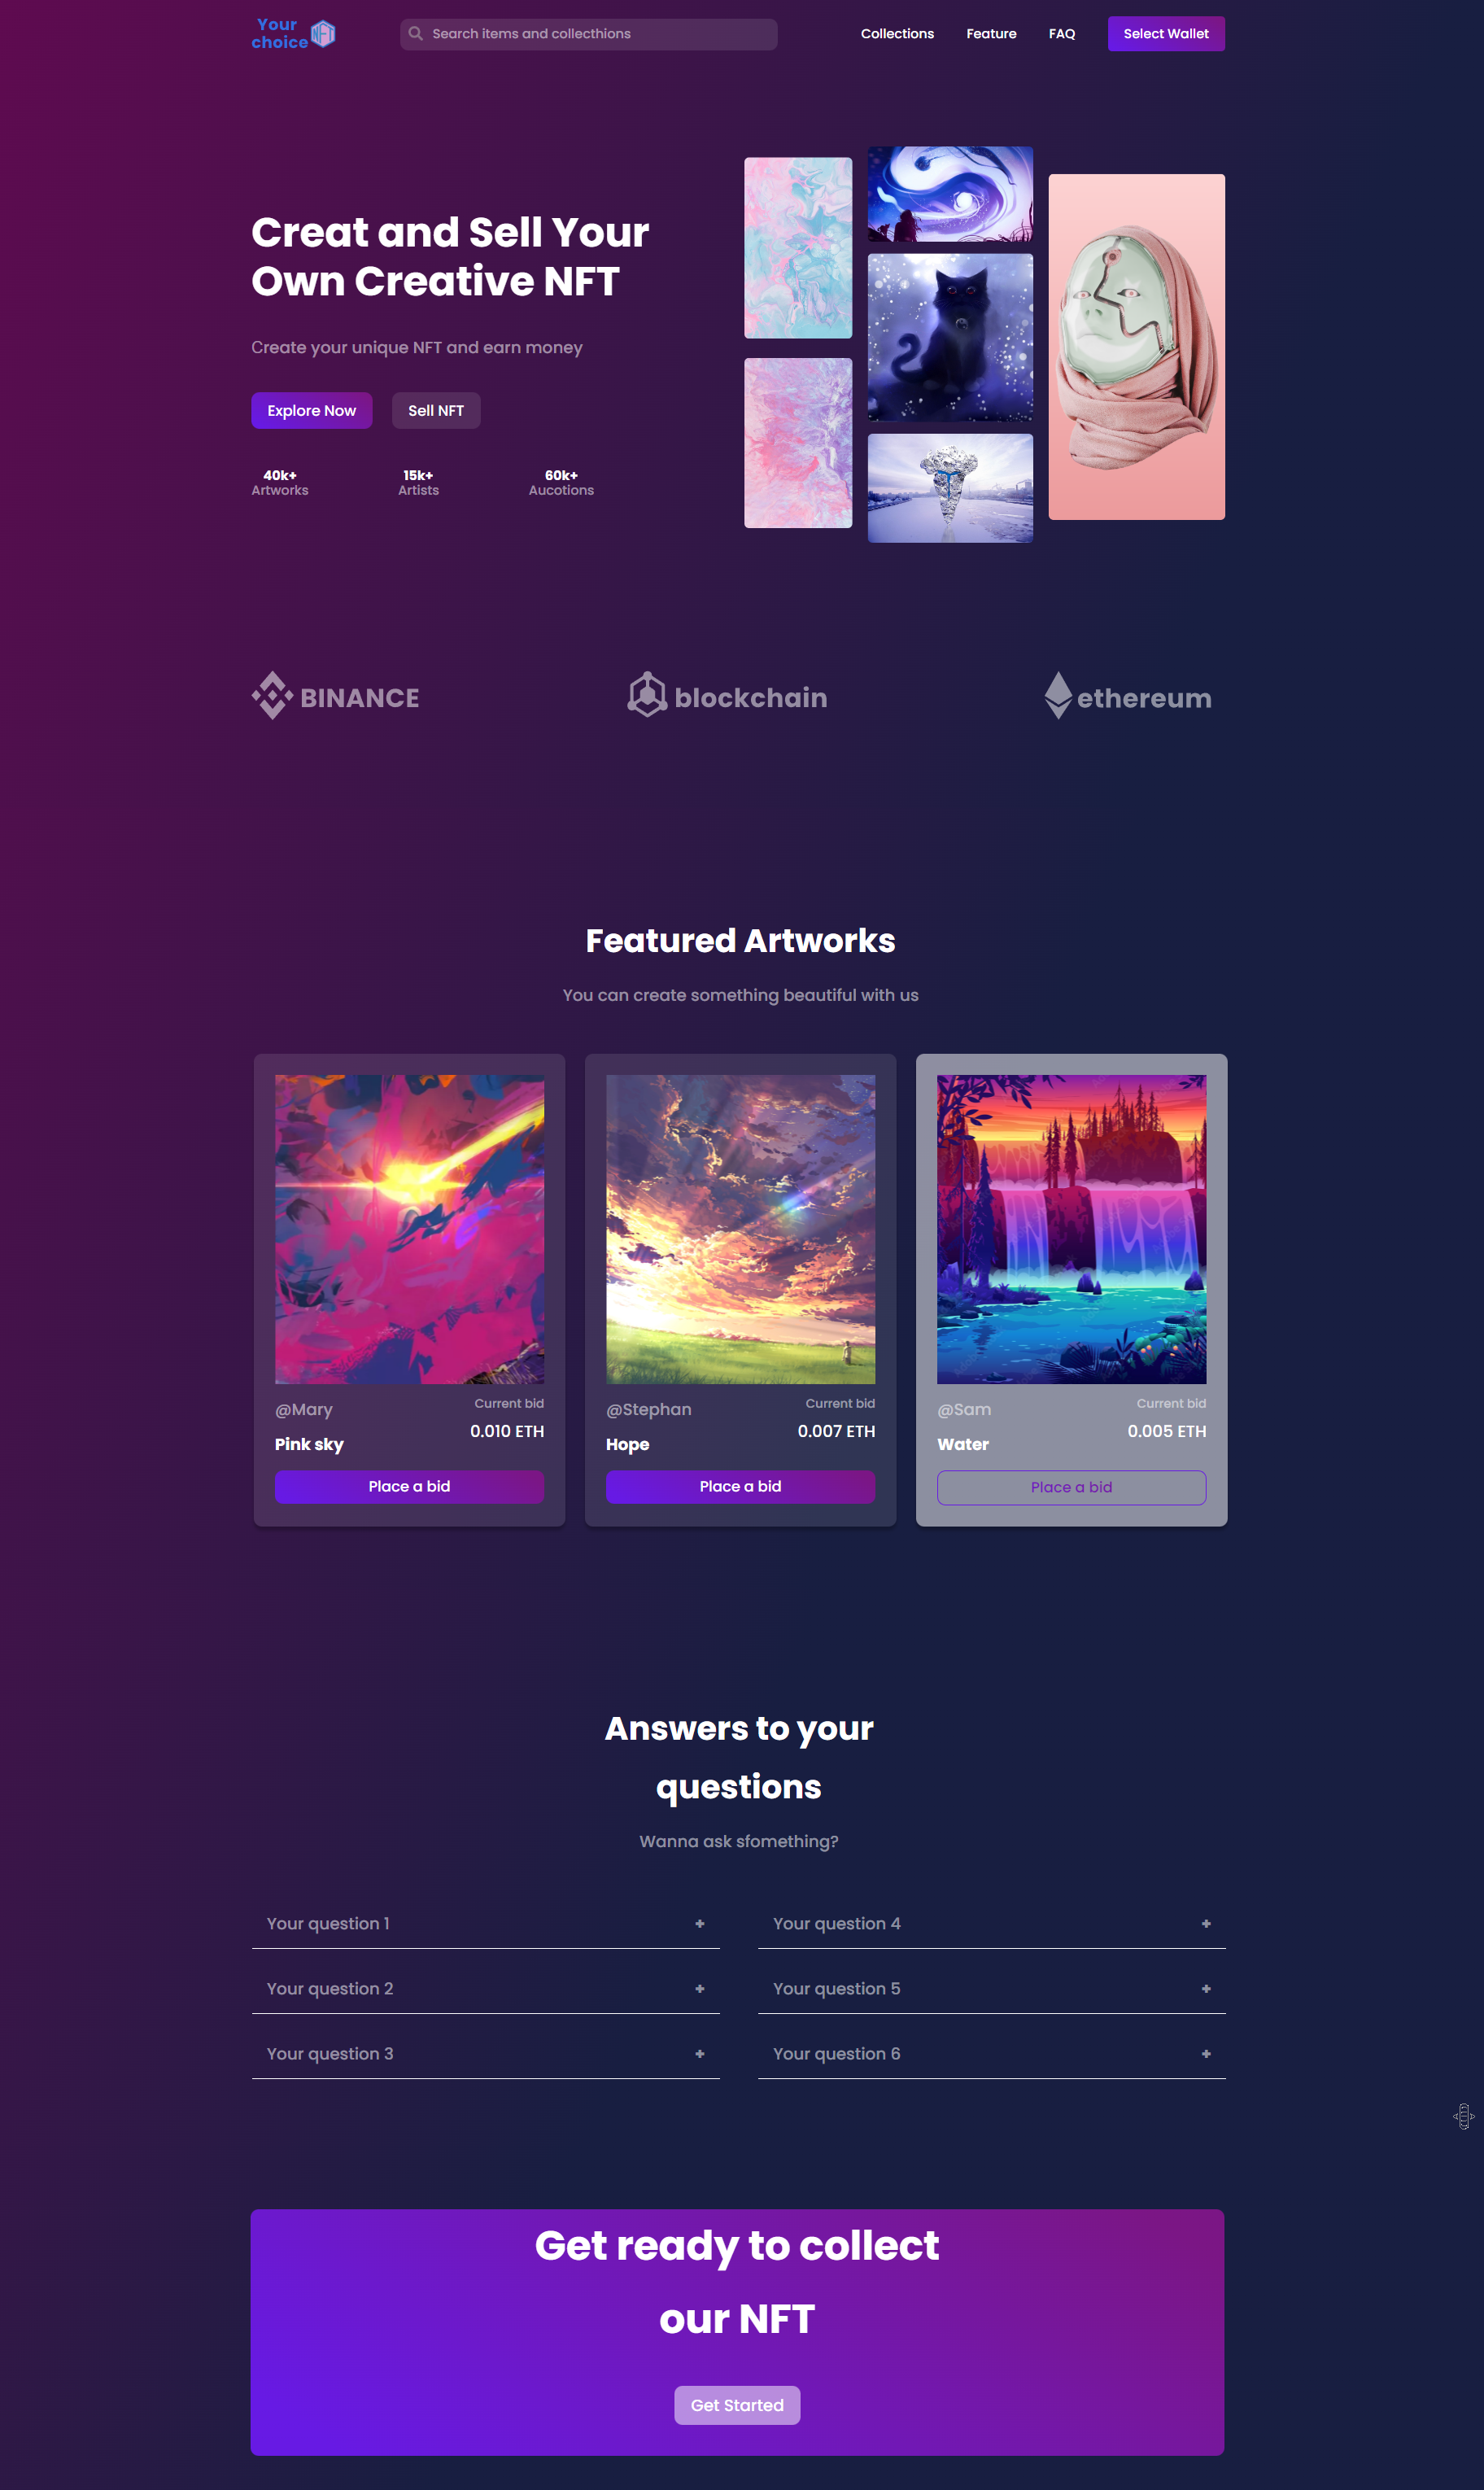 Your
choice
NFT
Search items and collecthions
Collections
Feature
FAQ
Select Wallet
Creat and Sell Your
Own Creative NFT
Create your unique NFT and earn money
Explore Now
Sell NFT
40k+
Artworks
15k+
Artists
60k+
Aucotions
BINANCE
blockchain
ethereum
Featured Artworks
You can create something beautiful with us
@Mary
Current bid
Pink sky
0.010 ETH
Place a bid
@Stephan
Current bid
Hope
0.007 ETH
Place a bid
@Sam
Current bid
Water
0.005 ETH
Place a bid
Answers to your
questions
Wanna ask sfomething?
Your question 1 +
Your question 4 +
Your question 2 +
Your question 5 +
Your question 3 +
Your question 6 +
Get ready to collect
our NFT
Get Started